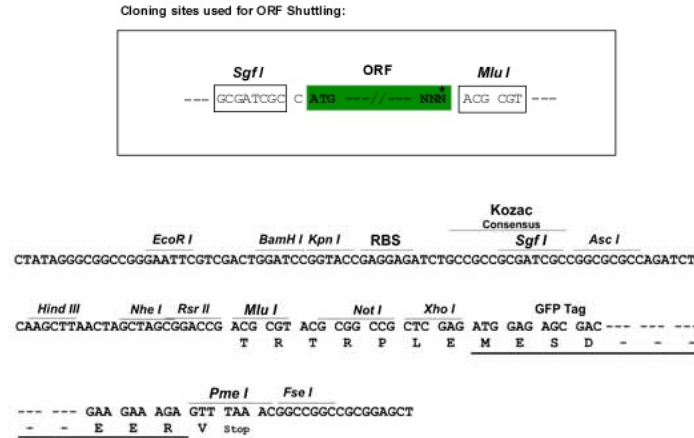 Cloning sites used for ORF Shuttling:
Sgf I ORF Mlu I
--- GCGATCGC C ATG ---//--- NNN* ACG CGT ---
Kozac
Consensus
EcoR I BamH I Kpn I RBS Sgf I Asc I
CTATAGGGCGGCCGGGAATTCGTCGACTGGATCCGGTACCGAGGAGATCTGCCGCCGCGATCGCCGGCGCGCCAGATCT
Hind III Nhe I Rsr II Mlu I Not I Xho I GFP Tag
CAAGCTTAACTAGCTAGCGGACCG ACG CGT ACG CGG CCG CTC GAG ATG GAG AGC GAC --- --- ---
T R T R P L E M E S D - - -
Pme I Fse I
--- --- GAA GAA AGA GTT TAA ACGGCCGGCCGCGGAGCT
- - E E R V Stop